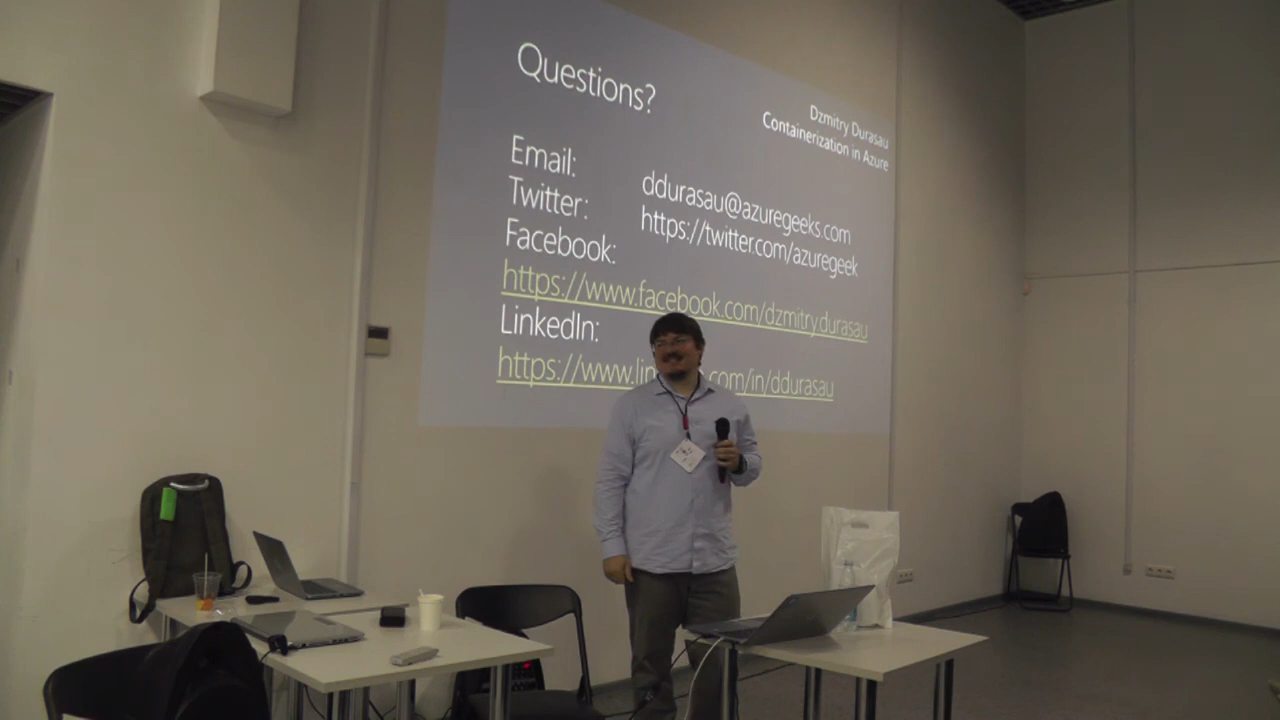 Questions?
Dzmitry Durasau
Containerization in Azure
Email: ddurasau@azuregeeks.com
Twitter: https://twitter.com/azuregeek
Facebook:
https://www.facebook.com/dzmitry.durasau
LinkedIn:
https://www.lin .com/in/ddurasau